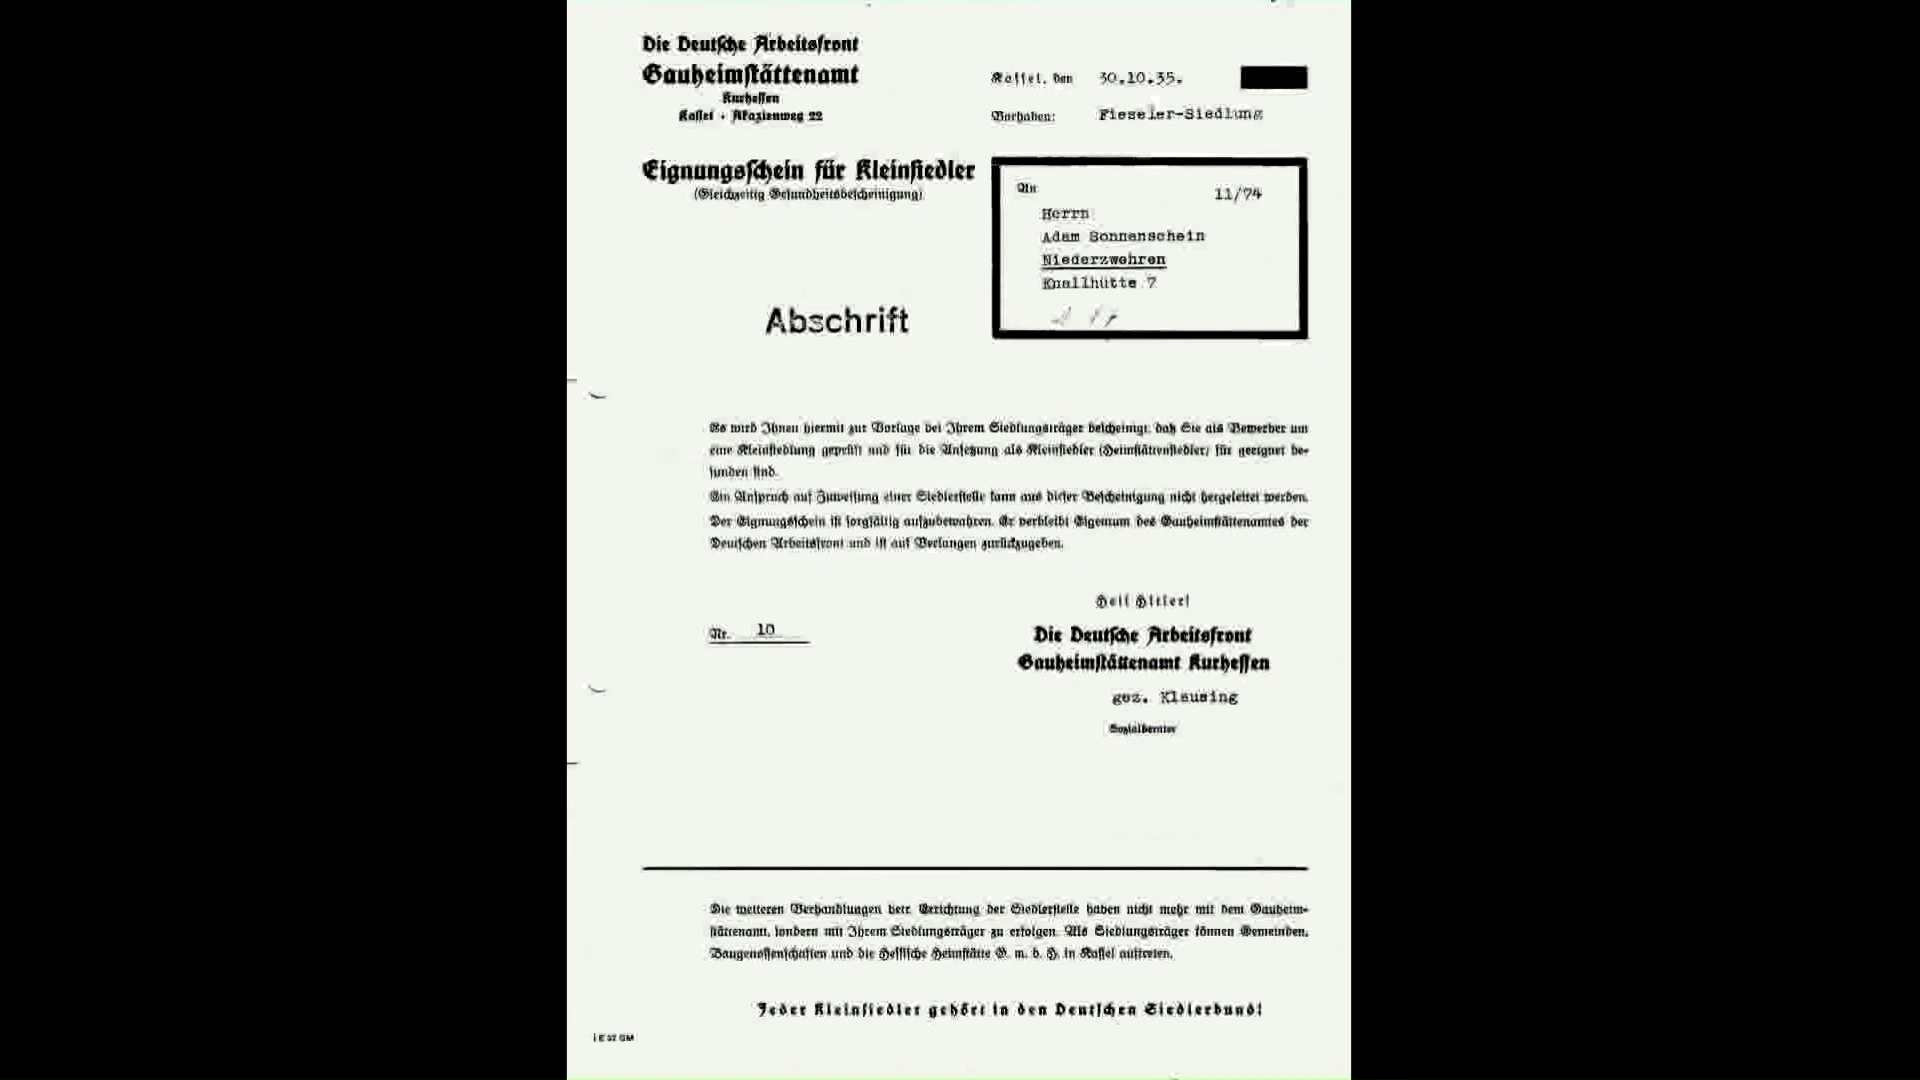 Die Deutsche Arbeitsfront
Gauheimstättenamt
Kurhessen
Kassel • Akazienweg 22
Kassel, den 30.10.35.
Vorhaben: Fieseler-Siedlung
Eignungsschein für Kleinsiedler
(Gleichzeitig Gesundheitsbescheinigung)
An 11/74
Herrn
Adam Sonnenschein
Niederzwehren
Knallhütte 7
Abschrift
Es wird Ihnen hiermit zur Vorlage bei Ihrem Siedlungsträger bescheinigt, daß Sie als Bewerber um
eine Kleinsiedlung geprüft und für die Ansetzung als Kleinsiedler (Heimstättensiedler) für geeignet be-
funden sind.
Ein Anspruch auf Zuweisung einer Siedlerstelle kann aus dieser Bescheinigung nicht hergeleitet werden.
Der Eignungsschein ist sorgfältig aufzubewahren. Er verbleibt Eigentum des Gauheimstättenamtes der
Deutschen Arbeitsfront und ist auf Verlangen zurückzugeben.
Heil Hitler!
Nr. 10
Die Deutsche Arbeitsfront
Gauheimstättenamt Kurhessen
gez. Klausing
Sozialberater
Die weiteren Verhandlungen betr. Errichtung der Siedlerstelle haben nicht mehr mit dem Gauheim-
stättenamt, sondern mit Ihrem Siedlungsträger zu erfolgen. Als Siedlungsträger können Gemeinden,
Baugenossenschaften und die Hessische Heimstätte G. m. b. H. in Kassel auftreten.
Jeder Kleinsiedler gehört in den Deutschen Siedlerbund!